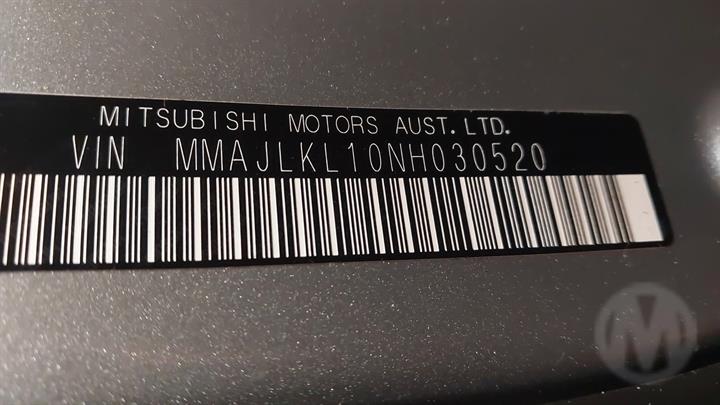 MITSUBISHI MOTORS AUST.LTD.
VIN MMAJLKL10NH030520
M